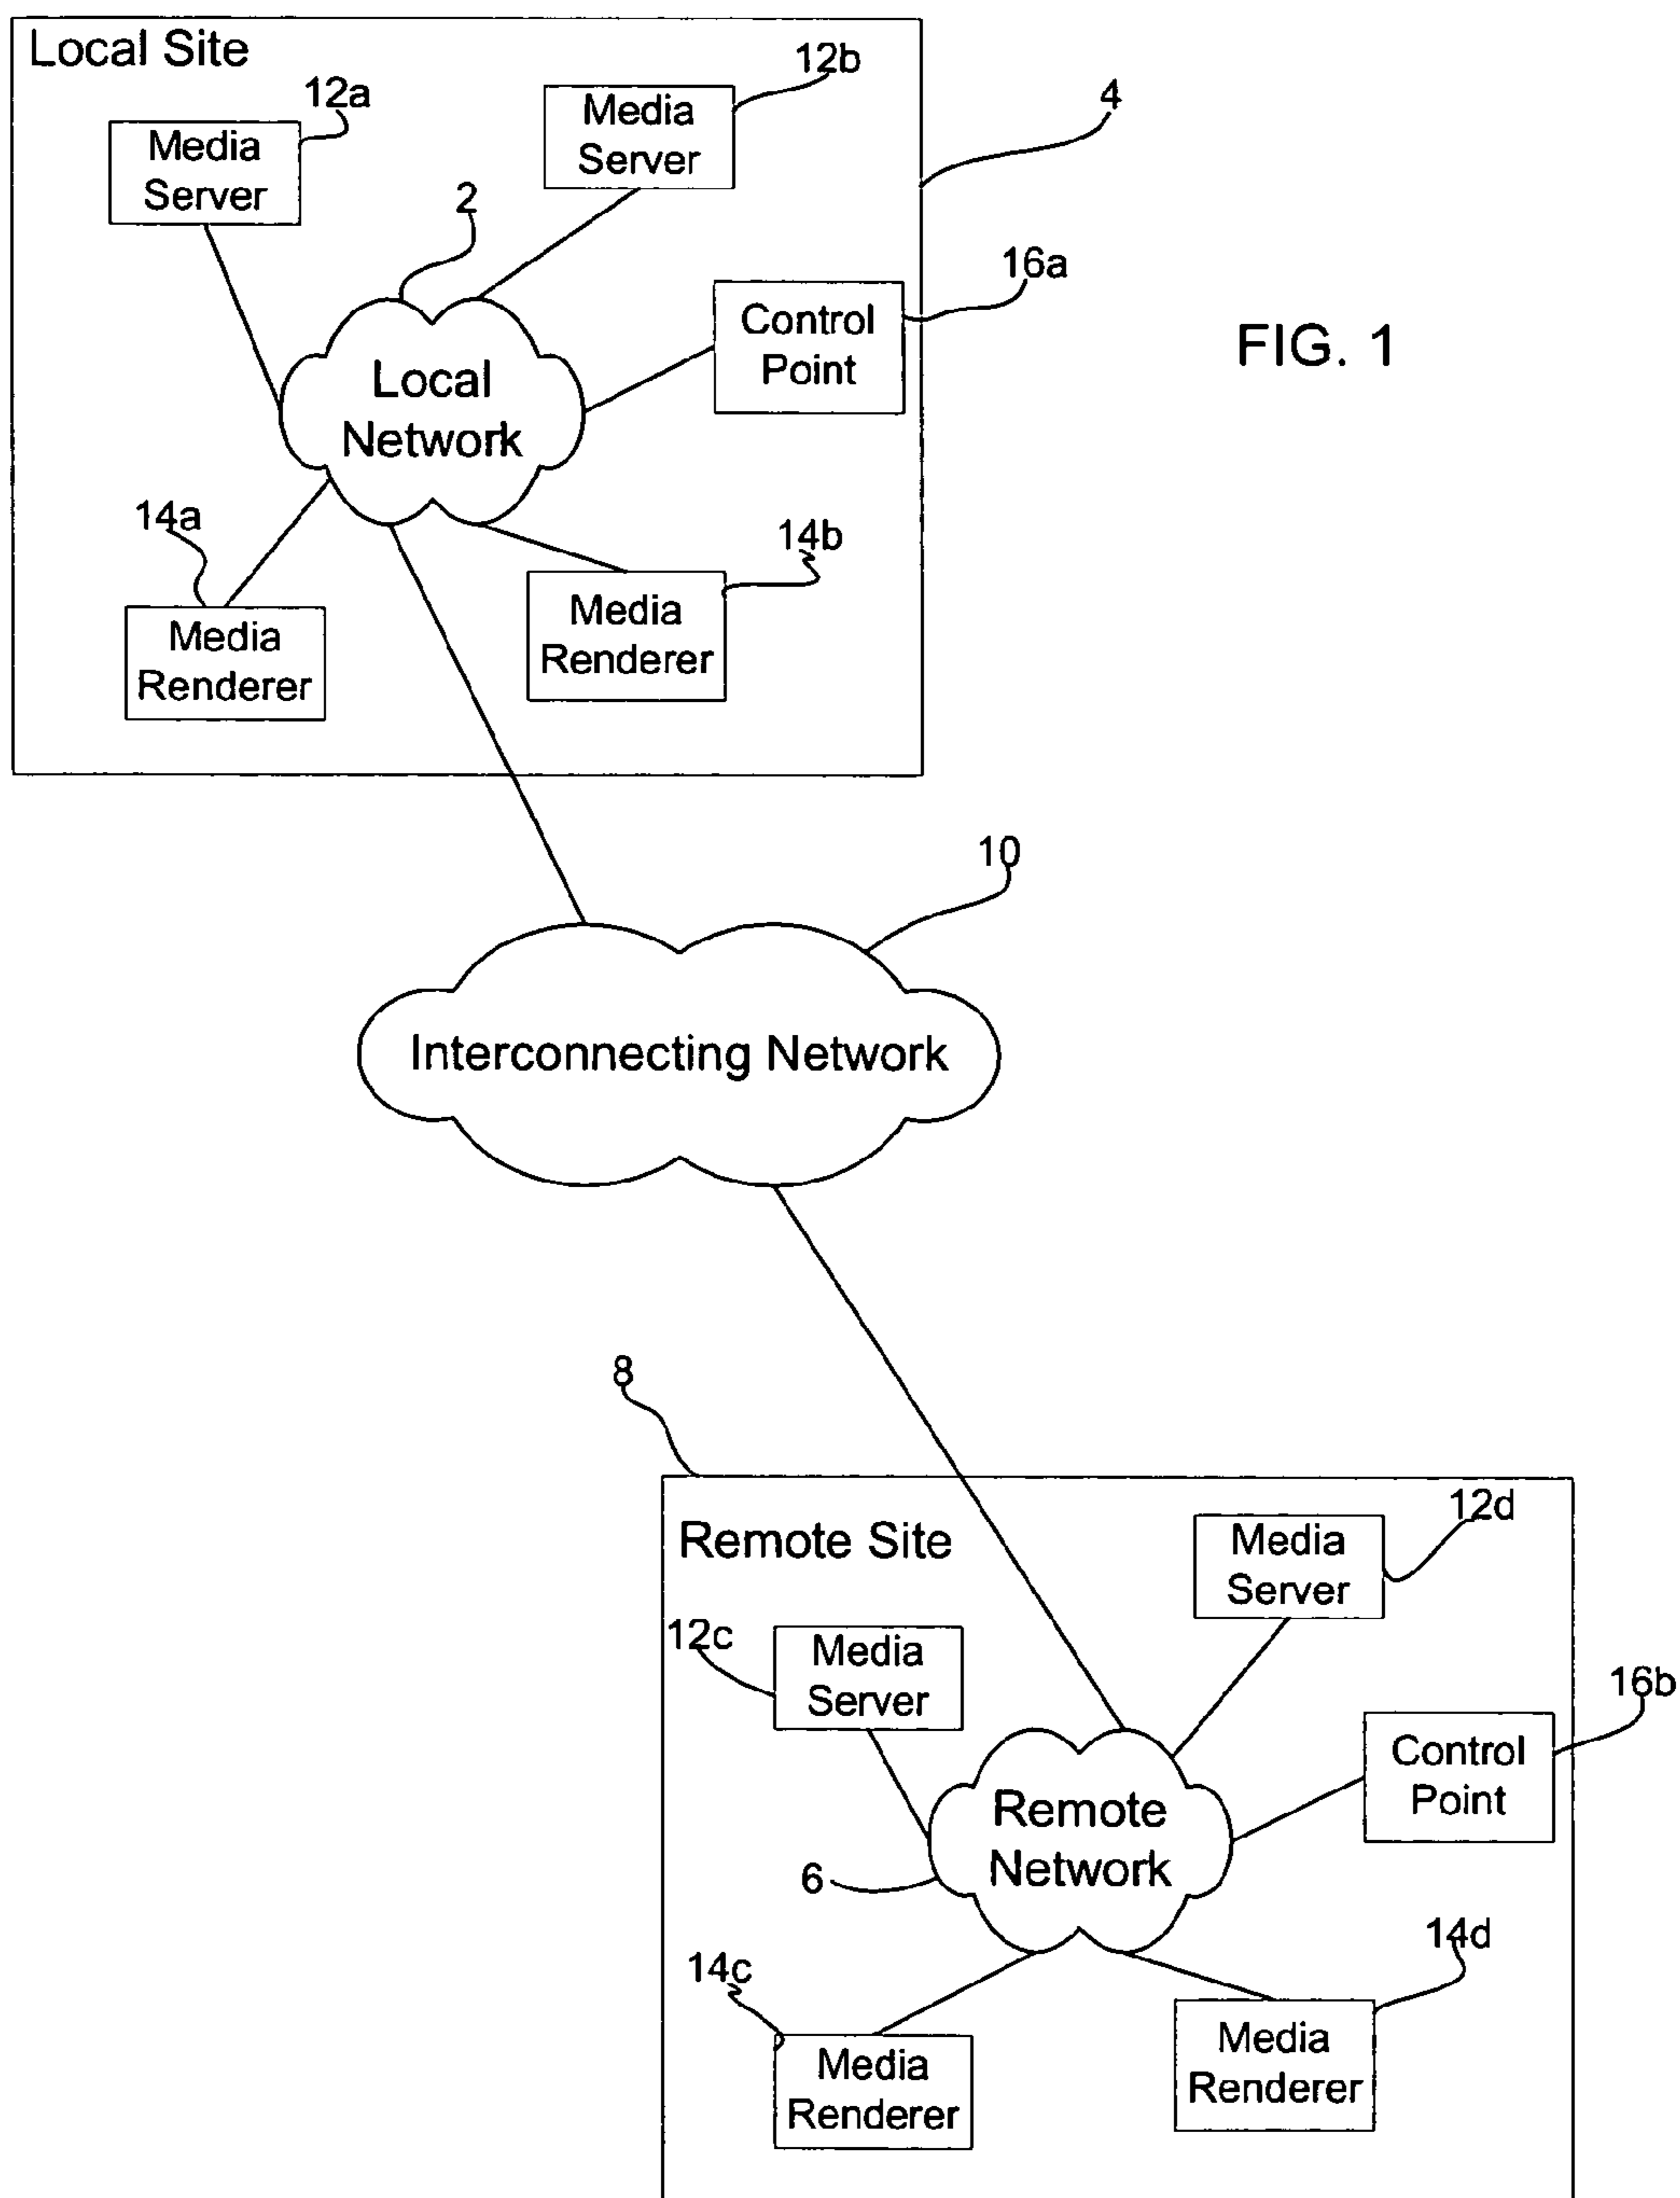 Local Site
12a
Media
Server
12b
Media
Server
4
2
16a
Control
Point
FIG. 1
Local
Network
14a
Media
Renderer
14b
Media
Renderer
10
Interconnecting Network
8
Remote Site
12d
Media
Server
12c
Media
Server
16b
Control
Point
Remote
Network
6
14c
Media
Renderer
14d
Media
Renderer